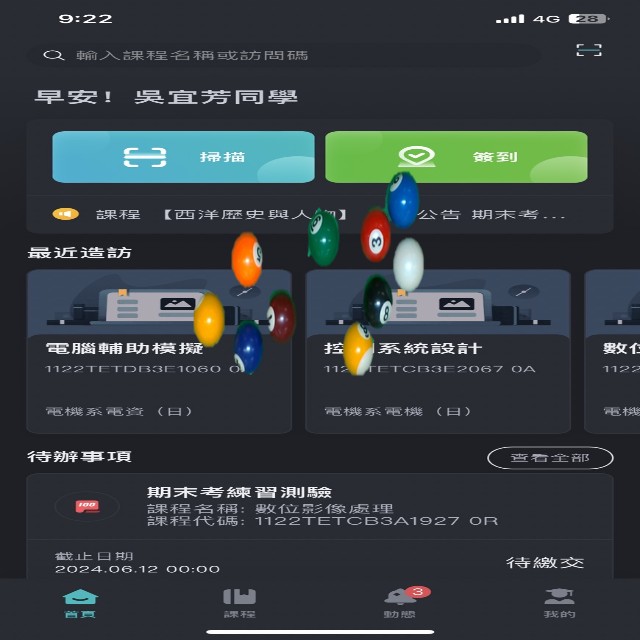 9:22
4G 28
輸入課程名稱或訪問碼
早安！ 吳宜芳同學
掃描
簽到
課程 【西洋歷史與人 】 公告 期末考...
最近造訪
電腦輔助模擬
1122TETDB3E1060 0
電機系電資（日）
控 系統設計
1122TETCB3E2067 0A
電機系電機（日）
數位
1122
電機
待辦事項
查看全部
100
期末考練習測驗
課程名稱: 數位影像處理
課程代碼: 1122TETCB3A1927 0R
截止日期
2024.06.12 00:00
待繳交
3
首頁
課程
動態
我的
5
6
3
8